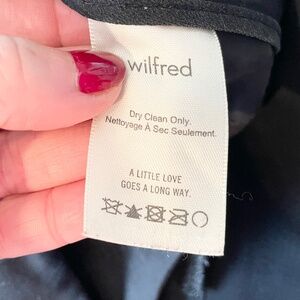 wilfred
Dry Clean Only.
Nettoyage À Sec Seulement.
A LITTLE LOVE
GOES A LONG WAY.